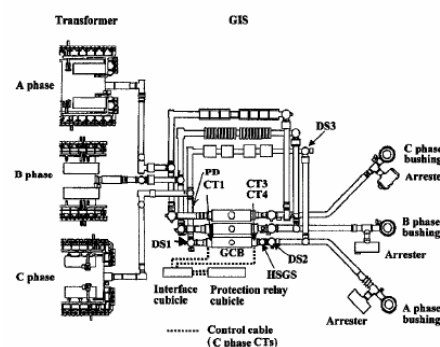 Transformer
GIS
A phase
B phase
C phase
DS3
PD
CT1
CT3
CT4
DS1
GCB
DS2
HSGS
Interface
cubicle
Protection relay
cubicle
C phase
bushing
Arrester
B phase
bushing
Arrester
Arrester
A phase
bushing
Control cable
(C phase CTs)